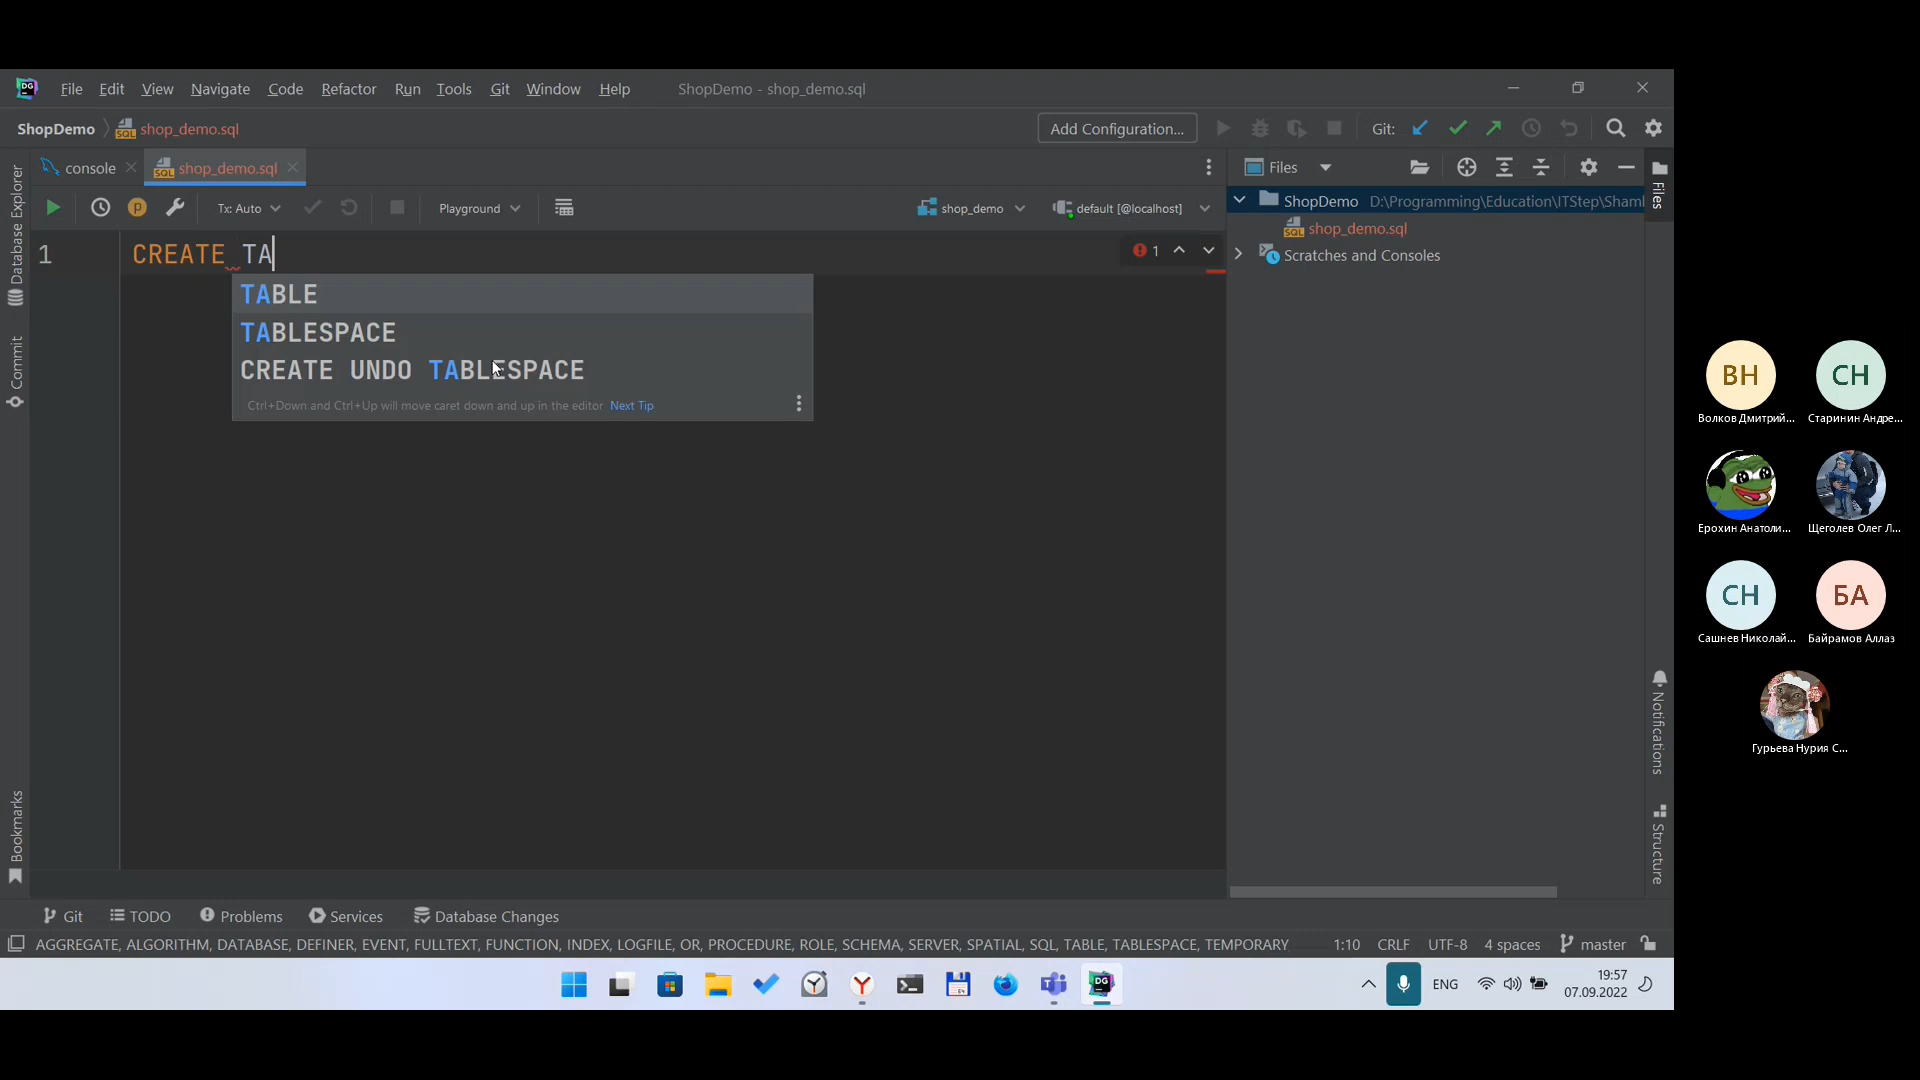 DG File Edit View Navigate Code Refactor Run Tools Git Window Help ShopDemo - shop_demo.sql
ShopDemo shop_demo.sql Add Configuration... Git:
console shop_demo.sql Files
Tx: Auto Playground shop_demo default [@localhost]
ShopDemo D:\Programming\Education\ITStep\Sham
shop_demo.sql
Scratches and Consoles
1 CREATE TA 1
TABLE
TABLESPACE
CREATE UNDO TABLESPACE
Ctrl+Down and Ctrl+Up will move caret down and up in the editor Next Tip
Database Explorer
Commit
Bookmarks
Files
Notifications
Structure
ВН СН
Волков Дмитрий... Старинин Андре...
Ерохин Анатоли... Щеголев Олег Л...
СН БА
Сашнев Николай... Байрамов Аллаз
Гурьева Нурия С...
Git TODO Problems Services Database Changes
AGGREGATE, ALGORITHM, DATABASE, DEFINER, EVENT, FULLTEXT, FUNCTION, INDEX, LOGFILE, OR, PROCEDURE, ROLE, SCHEMA, SERVER, SPATIAL, SQL, TABLE, TABLESPACE, TEMPORARY 1:10 CRLF UTF-8 4 spaces master
ENG 19:57
07.09.2022